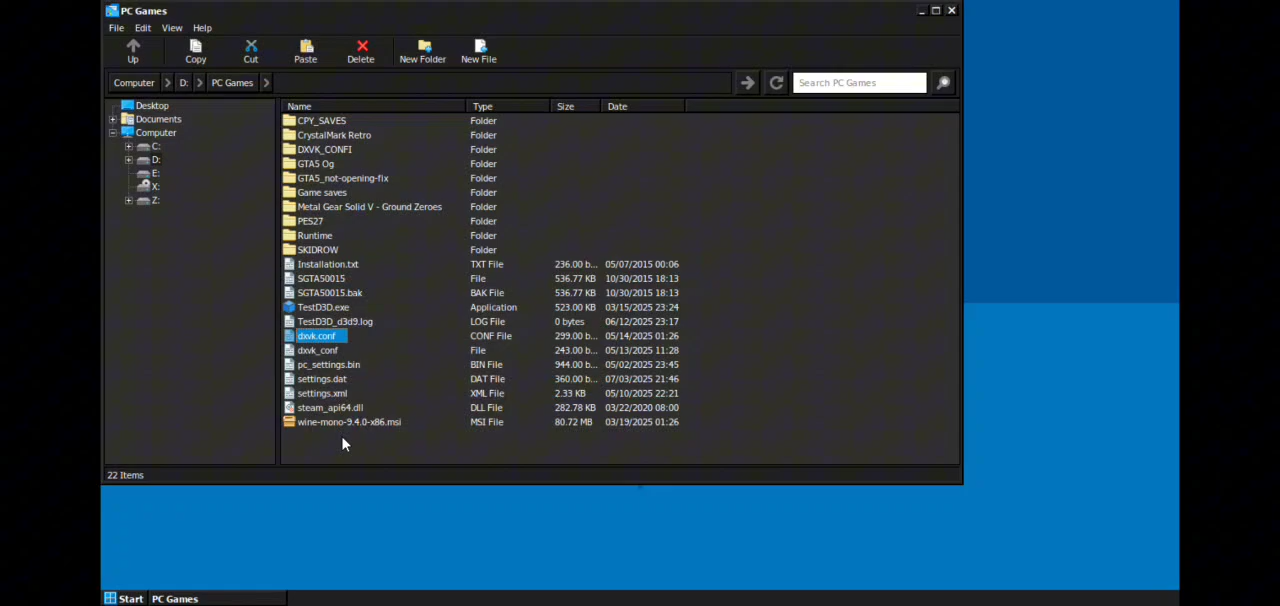 PC Games
File Edit View Help
Up Copy Cut Paste Delete New Folder New File
Computer D: PC Games Search PC Games
Desktop
Documents
Computer
C:
D:
E:
X:
Z:
Name Type Size Date
CPY_SAVES Folder
CrystalMark Retro Folder
DXVK_CONFI Folder
GTA5 Og Folder
GTA5_not-opening-fix Folder
Game saves Folder
Metal Gear Solid V - Ground Zeroes Folder
PES27 Folder
Runtime Folder
SKIDROW Folder
Installation.txt TXT File 236.00 b... 05/07/2015 00:06
SGTA50015 File 536.77 KB 10/30/2015 18:13
SGTA50015.bak BAK File 536.77 KB 10/30/2015 18:13
TestD3D.exe Application 523.00 KB 03/15/2025 23:24
TestD3D_d3d9.log LOG File 0 bytes 06/12/2025 23:17
dxvk.conf CONF File 299.00 b... 05/14/2025 01:26
dxvk_conf File 243.00 b... 05/13/2025 11:28
pc_settings.bin BIN File 944.00 b... 05/02/2025 23:45
settings.dat DAT File 360.00 b... 07/03/2025 21:46
settings.xml XML File 2.33 KB 05/10/2025 22:21
steam_api64.dll DLL File 282.78 KB 03/22/2020 08:00
wine-mono-9.4.0-x86.msi MSI File 80.72 MB 03/19/2025 01:26
22 Items
Start PC Games